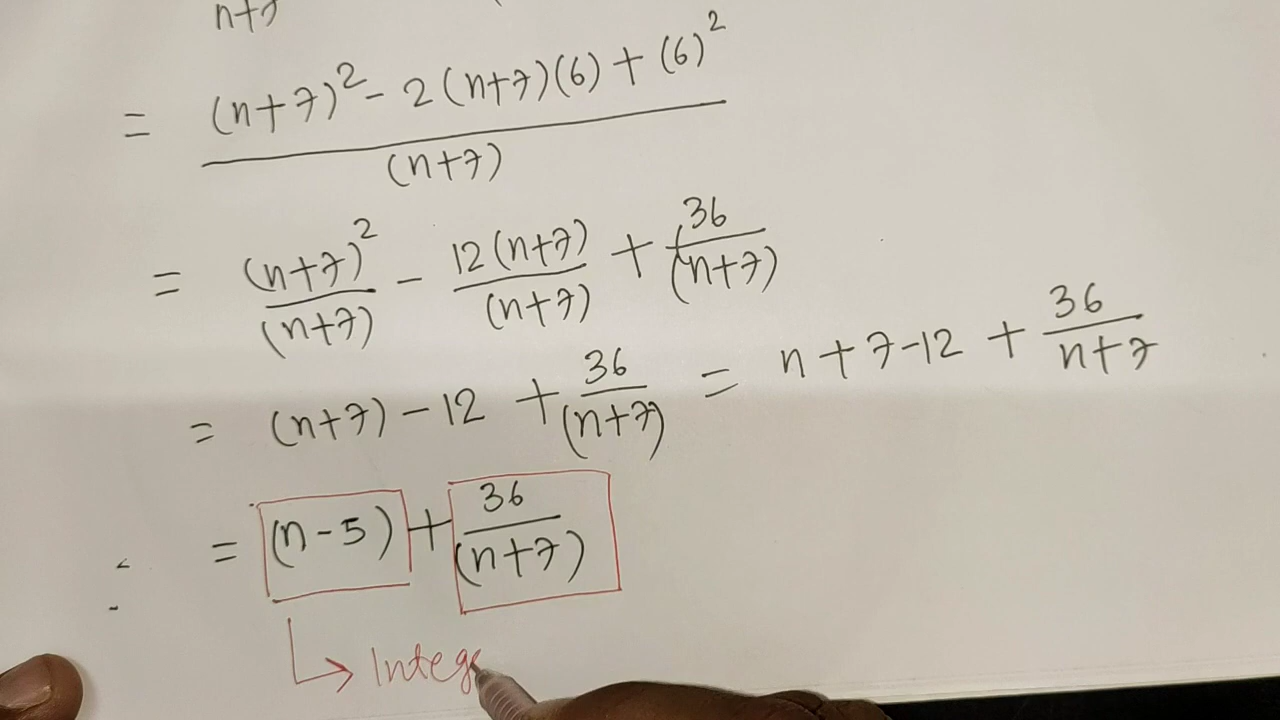 n+7
= (n+7)² - 2(n+7)(6) + (6)² / (n+7)
= (n+7)² / (n+7) - 12(n+7) / (n+7) + 36 / (n+7)
= (n+7) - 12 + 36 / (n+7) = n+7-12 + 36 / n+7
= (n-5) + 36 / (n+7)
↳ Integ